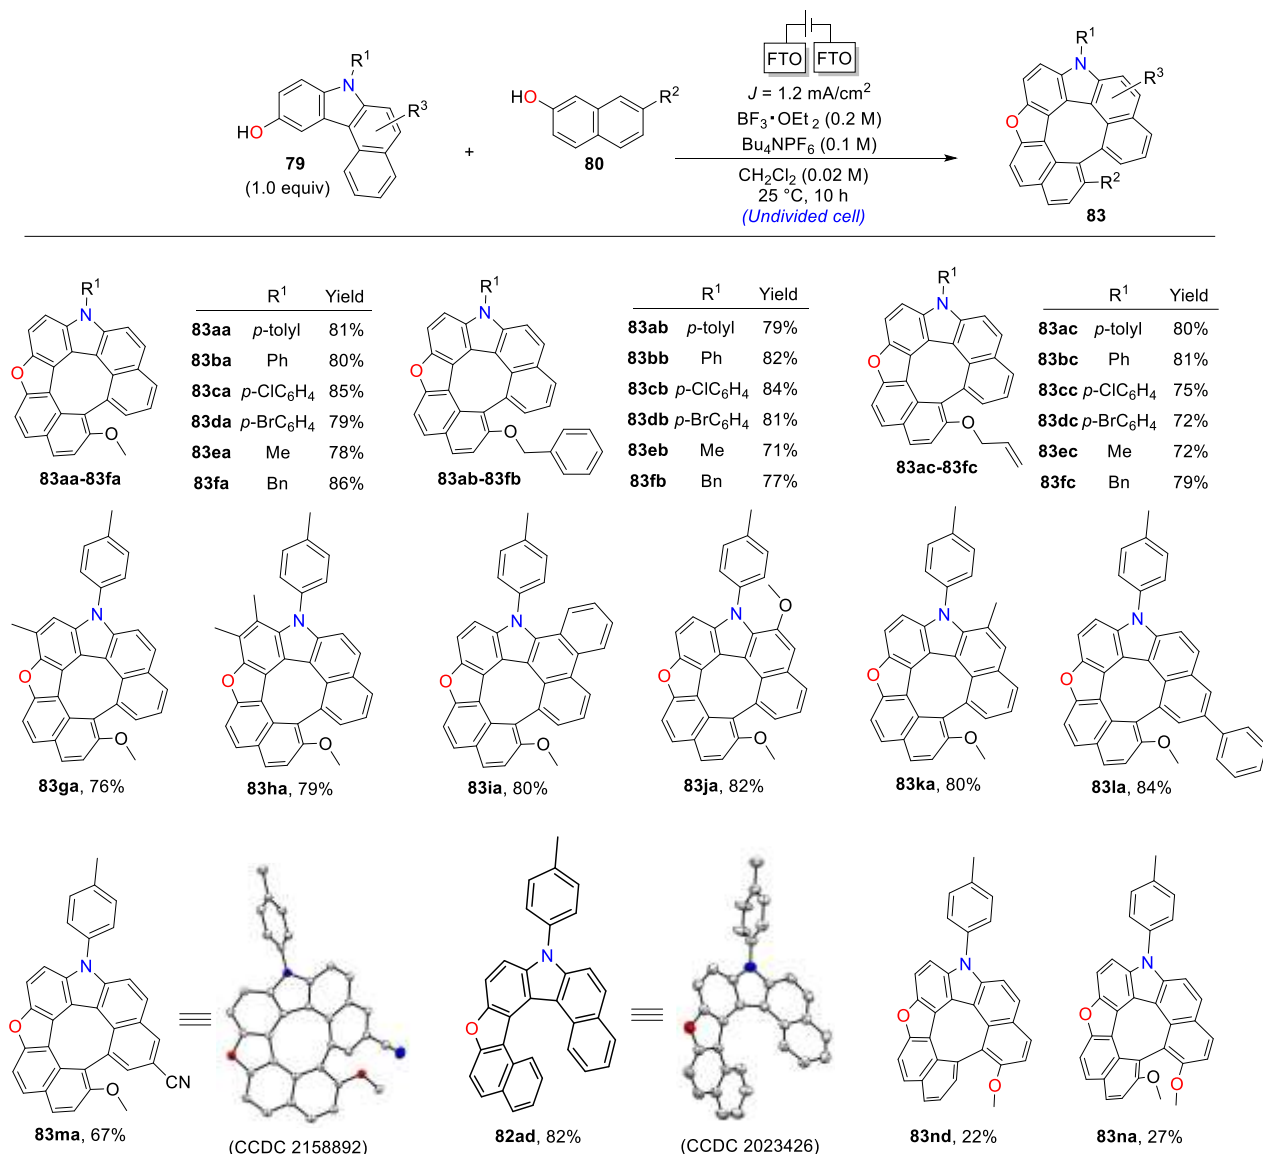 R1
N
R3
HO
79
(1.0 equiv)
+
HO
R2
80
FTO FTO
J = 1.2 mA/cm2
BF3·OEt2 (0.2 M)
Bu4NPF6 (0.1 M)
CH2Cl2 (0.02 M)
25 °C, 10 h
(Undivided cell)
R1
N
R3
O
R2
83
R1
N
O
O
83aa-83fa
R1 Yield
83aa p-tolyl 81%
83ba Ph 80%
83ca p-ClC6H4 85%
83da p-BrC6H4 79%
83ea Me 78%
83fa Bn 86%
R1
N
O
O
83ab-83fb
R1 Yield
83ab p-tolyl 79%
83bb Ph 82%
83cb p-ClC6H4 84%
83db p-BrC6H4 81%
83eb Me 71%
83fb Bn 77%
R1
N
O
O
83ac-83fc
R1 Yield
83ac p-tolyl 80%
83bc Ph 81%
83cc p-ClC6H4 75%
83dc p-BrC6H4 72%
83ec Me 72%
83fc Bn 79%
N
O
O
83ga, 76%
N
O
O
83ha, 79%
N
O
O
83ia, 80%
N
O
O
O
83ja, 82%
N
O
O
83ka, 80%
N
O
O
83la, 84%
N
O
O
CN
83ma, 67%
(CCDC 2158892)
N
O
82ad, 82%
(CCDC 2023426)
N
O
O
83nd, 22%
N
O
O
O
83na, 27%